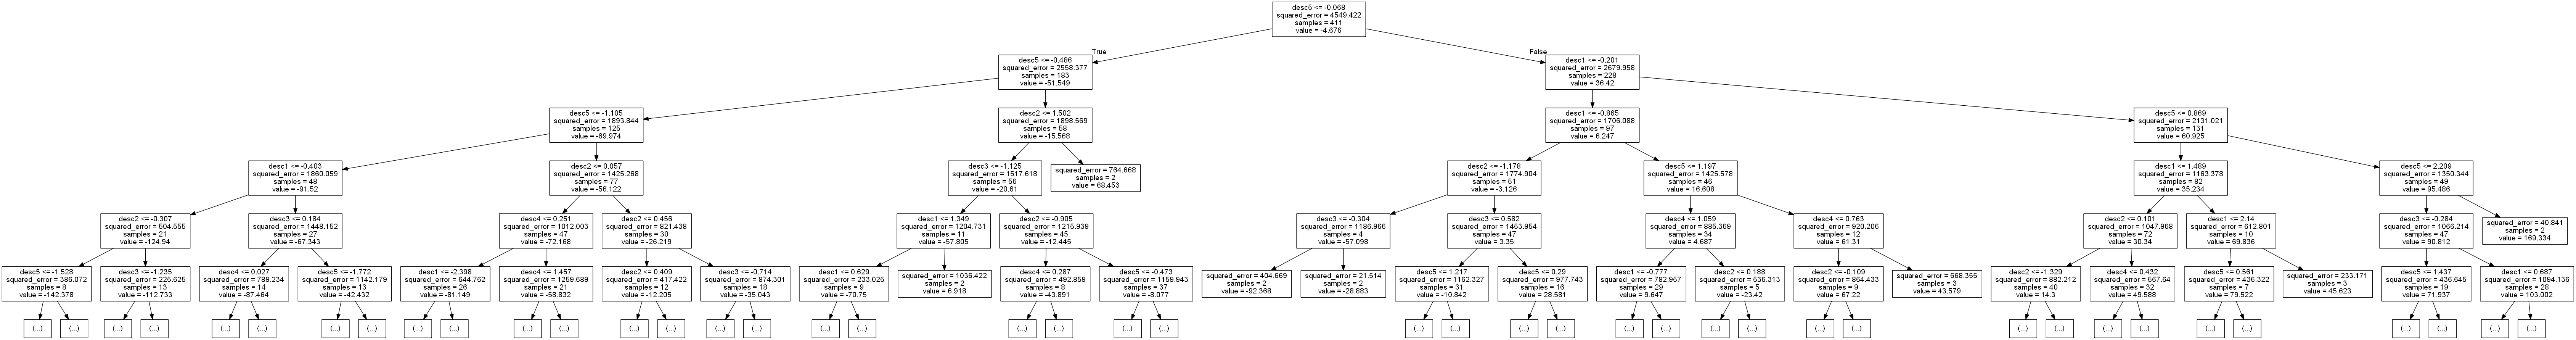 desc5 <= -0.068
squared_error = 4549.422
samples = 411
value = -4.676
True
False
desc5 <= -0.486
squared_error = 2558.377
samples = 183
value = -51.549
desc1 <= -0.201
squared_error = 2679.958
samples = 228
value = 36.42
desc5 <= -1.105
squared_error = 1893.844
samples = 125
value = -69.974
desc2 <= 1.502
squared_error = 1898.569
samples = 58
value = -15.568
desc1 <= -0.865
squared_error = 1706.088
samples = 97
value = 6.247
desc5 <= 0.869
squared_error = 2131.021
samples = 131
value = 60.925
desc1 <= -0.403
squared_error = 1860.059
samples = 48
value = -91.52
desc2 <= 0.057
squared_error = 1425.268
samples = 77
value = -56.122
desc3 <= -1.125
squared_error = 1517.618
samples = 56
value = -20.61
squared_error = 764.668
samples = 2
value = 68.453
desc2 <= -1.178
squared_error = 1774.904
samples = 51
value = -3.126
desc5 <= 1.197
squared_error = 1425.578
samples = 46
value = 16.608
desc1 <= 1.489
squared_error = 1163.378
samples = 82
value = 35.234
desc5 <= 2.209
squared_error = 1350.344
samples = 49
value = 95.486
desc2 <= -0.307
squared_error = 504.555
samples = 21
value = -124.94
desc3 <= 0.184
squared_error = 1448.152
samples = 27
value = -67.343
desc4 <= 0.251
squared_error = 1012.003
samples = 47
value = -72.168
desc2 <= 0.456
squared_error = 821.438
samples = 30
value = -26.219
desc1 <= 1.349
squared_error = 1204.731
samples = 11
value = -57.805
desc2 <= -0.905
squared_error = 1215.939
samples = 45
value = -12.445
desc3 <= -0.304
squared_error = 1186.966
samples = 4
value = -57.098
desc3 <= 0.582
squared_error = 1453.954
samples = 47
value = 3.35
desc4 <= 1.059
squared_error = 885.369
samples = 34
value = 4.687
desc4 <= 0.763
squared_error = 920.206
samples = 12
value = 61.31
desc2 <= 0.101
squared_error = 1047.968
samples = 72
value = 30.34
desc1 <= 2.14
squared_error = 612.801
samples = 10
value = 69.836
desc3 <= -0.284
squared_error = 1066.214
samples = 47
value = 90.812
squared_error = 40.841
samples = 2
value = 169.334
desc5 <= -1.528
squared_error = 386.072
samples = 8
value = -142.378
desc3 <= -1.235
squared_error = 225.625
samples = 13
value = -112.733
desc4 <= 0.027
squared_error = 789.234
samples = 14
value = -87.464
desc5 <= -1.772
squared_error = 1142.179
samples = 13
value = -42.432
desc1 <= -2.398
squared_error = 644.762
samples = 26
value = -81.149
desc4 <= 1.457
squared_error = 1259.689
samples = 21
value = -58.832
desc2 <= 0.409
squared_error = 417.422
samples = 12
value = -12.205
desc3 <= -0.714
squared_error = 874.301
samples = 18
value = -35.043
desc1 <= 0.629
squared_error = 233.025
samples = 9
value = -70.75
squared_error = 1036.422
samples = 2
value = 6.918
desc4 <= 0.287
squared_error = 492.859
samples = 8
value = -43.891
desc5 <= -0.473
squared_error = 1159.943
samples = 37
value = -8.077
squared_error = 404.669
samples = 2
value = -92.368
squared_error = 21.514
samples = 2
value = -28.883
desc5 <= 1.217
squared_error = 1162.327
samples = 31
value = -10.842
desc5 <= 0.29
squared_error = 977.743
samples = 16
value = 28.581
desc1 <= -0.777
squared_error = 782.957
samples = 29
value = 9.647
desc2 <= 0.188
squared_error = 536.313
samples = 5
value = -23.42
desc2 <= -0.109
squared_error = 864.433
samples = 9
value = 67.22
squared_error = 668.355
samples = 3
value = 43.579
desc2 <= -1.329
squared_error = 882.212
samples = 40
value = 14.3
desc4 <= 0.432
squared_error = 567.64
samples = 32
value = 49.588
desc5 <= 0.561
squared_error = 436.322
samples = 7
value = 79.522
squared_error = 233.171
samples = 3
value = 45.623
desc5 <= 1.437
squared_error = 436.645
samples = 19
value = 71.937
desc1 <= 0.687
squared_error = 1094.136
samples = 28
value = 103.002
(...) (...) (...) (...) (...) (...) (...) (...) (...) (...) (...) (...) (...) (...) (...) (...) (...) (...) (...) (...) (...) (...) (...) (...) (...) (...) (...) (...) (...) (...) (...) (...) (...) (...) (...) (...) (...) (...) (...) (...) (...) (...)